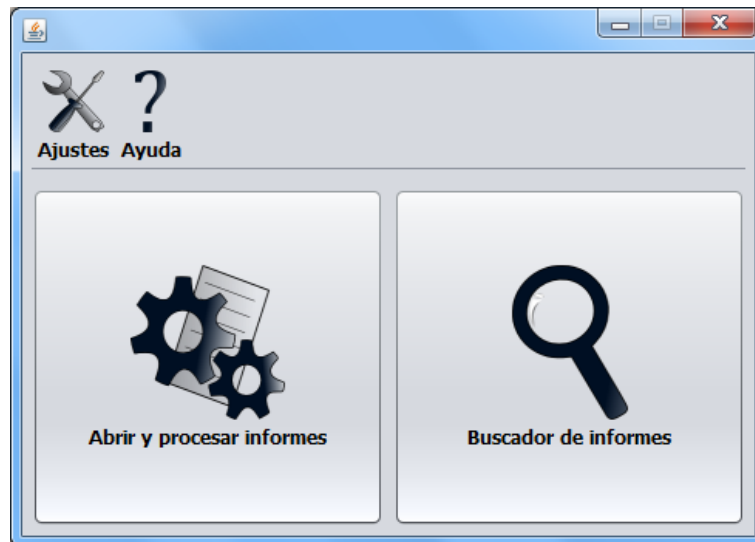 Ajustes Ayuda
Abrir y procesar informes
Buscador de informes